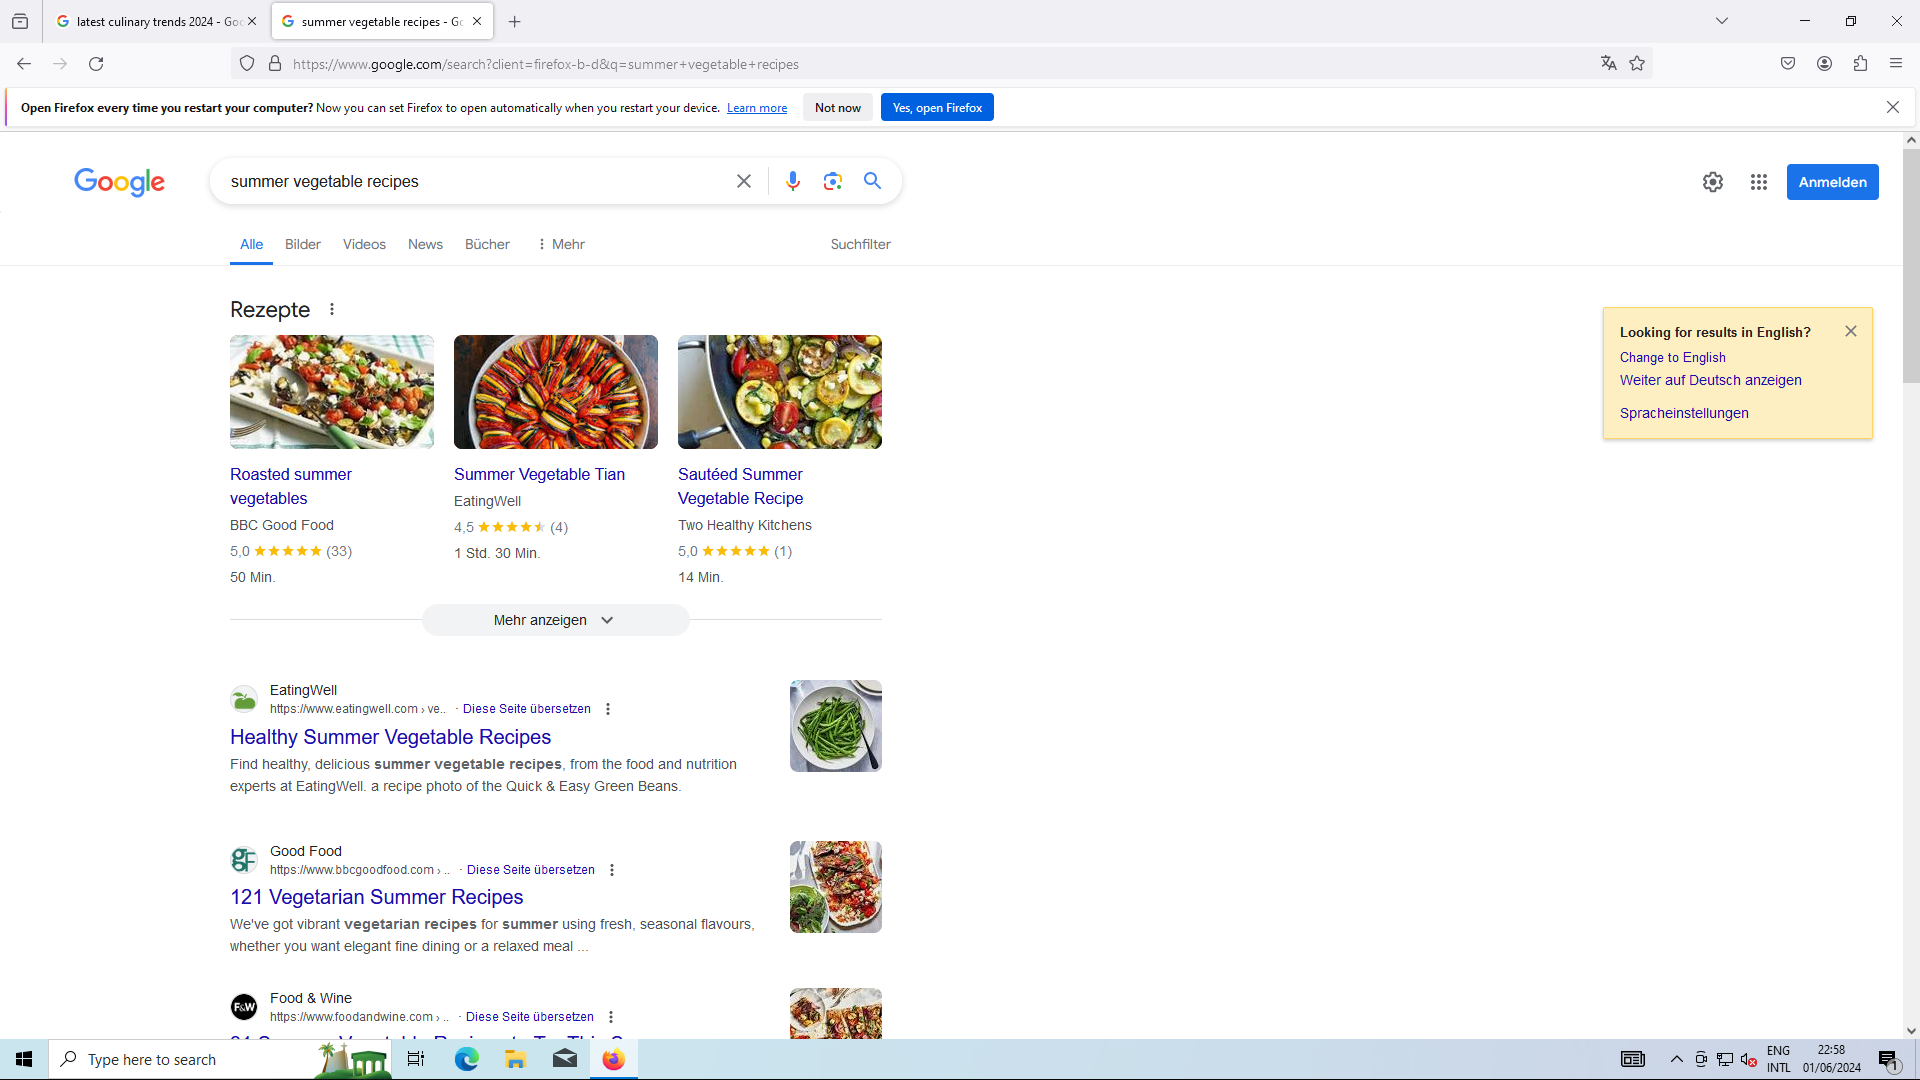 latest culinary trends 2024 - Goo
summer vegetable recipes - Go
https://www.google.com/search?client=firefox-b-d&q=summer+vegetable+recipes
Open Firefox every time you restart your computer? Now you can set Firefox to open automatically when you restart your device. Learn more
Not now
Yes, open Firefox
Google
summer vegetable recipes
Anmelden
Alle
Bilder
Videos
News
Bücher
Mehr
Suchfilter
Rezepte
Looking for results in English?
Change to English
Weiter auf Deutsch anzeigen
Spracheinstellungen
Roasted summer
vegetables
BBC Good Food
5,0 (33)
50 Min.
Summer Vegetable Tian
EatingWell
4,5 (4)
1 Std. 30 Min.
Sautéed Summer
Vegetable Recipe
Two Healthy Kitchens
5,0 (1)
14 Min.
Mehr anzeigen
EatingWell
https://www.eatingwell.com › ve.. · Diese Seite übersetzen
Healthy Summer Vegetable Recipes
Find healthy, delicious summer vegetable recipes, from the food and nutrition
experts at EatingWell. a recipe photo of the Quick & Easy Green Beans.
gf
Good Food
https://www.bbcgoodfood.com › .. · Diese Seite übersetzen
121 Vegetarian Summer Recipes
We've got vibrant vegetarian recipes for summer using fresh, seasonal flavours,
whether you want elegant fine dining or a relaxed meal ...
F&W
Food & Wine
https://www.foodandwine.com › .. · Diese Seite übersetzen
Type here to search
ENG
INTL
22:58
01/06/2024
1